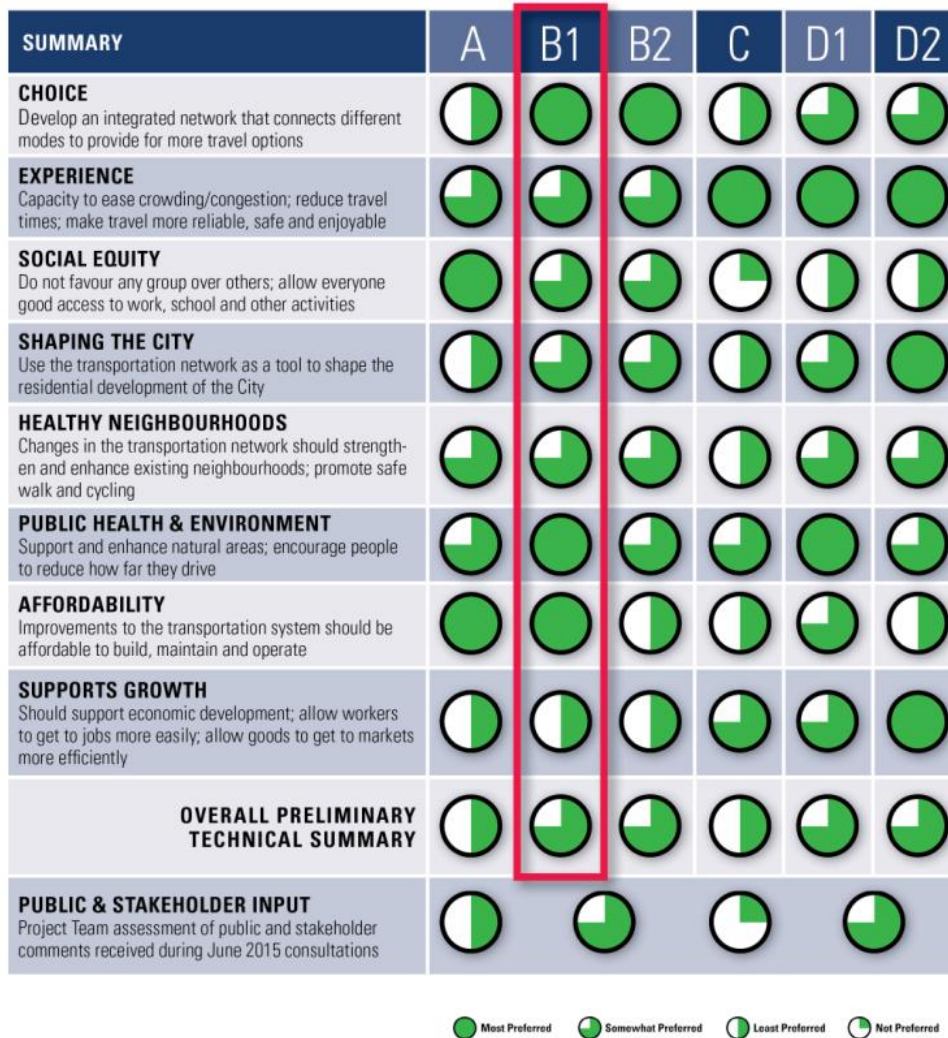 SUMMARY A B1 B2 C D1 D2
CHOICE
Develop an integrated network that connects different
modes to provide for more travel options
EXPERIENCE
Capacity to ease crowding/congestion; reduce travel
times; make travel more reliable, safe and enjoyable
SOCIAL EQUITY
Do not favour any group over others; allow everyone
good access to work, school and other activities
SHAPING THE CITY
Use the transportation network as a tool to shape the
residential development of the City
HEALTHY NEIGHBOURHOODS
Changes in the transportation network should strength-
en and enhance existing neighbourhoods; promote safe
walk and cycling
PUBLIC HEALTH & ENVIRONMENT
Support and enhance natural areas; encourage people
to reduce how far they drive
AFFORDABILITY
Improvements to the transportation system should be
affordable to build, maintain and operate
SUPPORTS GROWTH
Should support economic development; allow workers
to get to jobs more easily; allow goods to get to markets
more efficiently
OVERALL PRELIMINARY
TECHNICAL SUMMARY
PUBLIC & STAKEHOLDER INPUT
Project Team assessment of public and stakeholder
comments received during June 2015 consultations
Most Preferred Somewhat Preferred Least Preferred Not Preferred